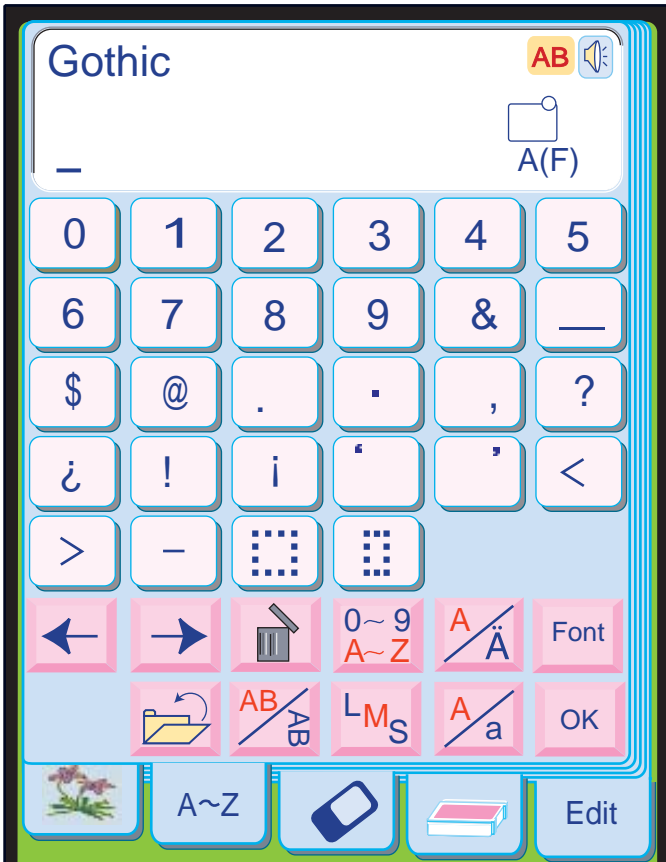 Gothic AB
_ A(F)
0 1 2 3 4 5
6 7 8 9 & _
$ @ . · , ?
¿ ! ¡ ‘ ’ <
> –
0~9 A~Z A/Ä Font
AB/AB LMS A/a OK
A~Z Edit